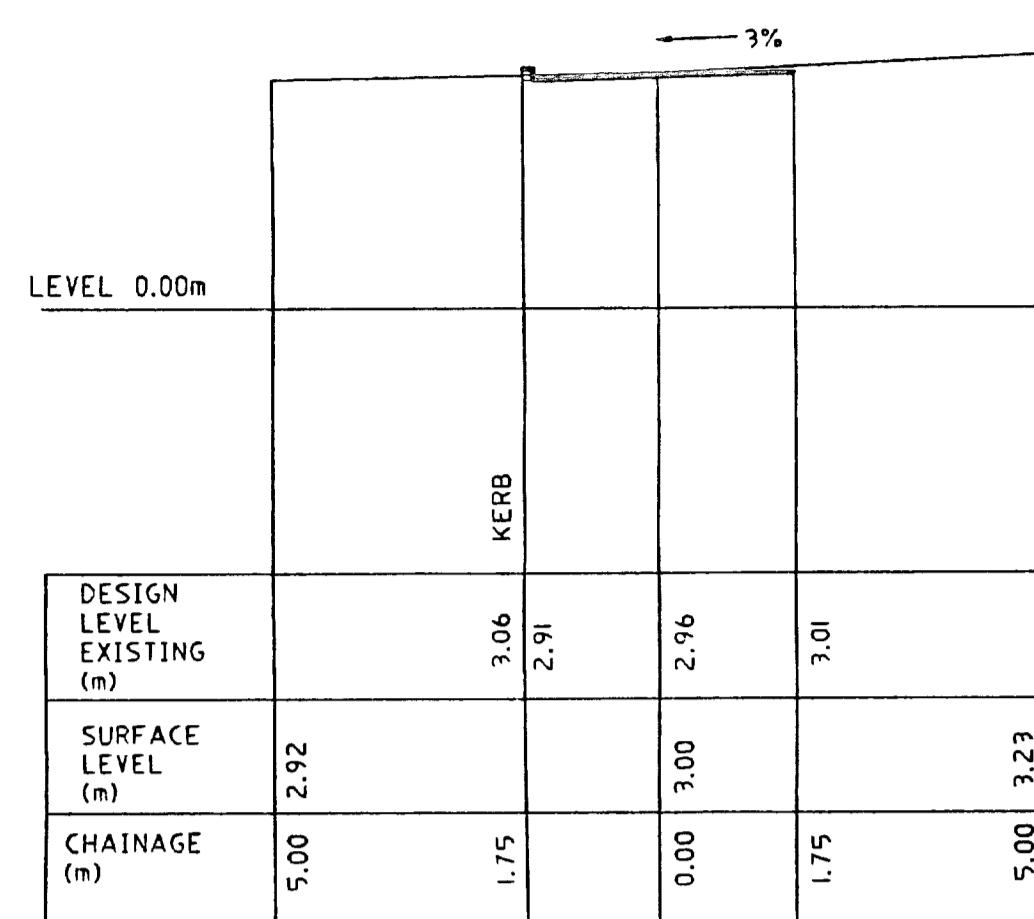 3%
LEVEL 0.00m
KERB
DESIGN
LEVEL
EXISTING
(m)
3.06
2.91
2.96
3.01
SURFACE
LEVEL
(m)
2.92
3.00
3.23
CHAINAGE
(m)
5.00
1.75
0.00
1.75
5.00